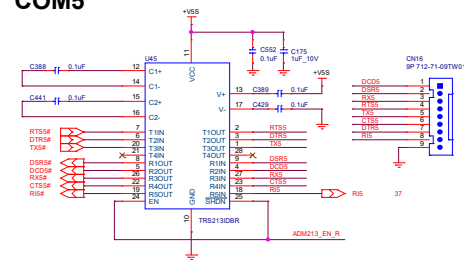 COM5
+V5S
C552
0.1uF
C175
1uF_10V
CN16
9P 712-71-09TW01
C388
0.1uF
C441
0.1uF
U45
12
14
15
16
C1+
C1-
C2+
C2-
11
VCC
V+
V-
13
17
C389
0.1uF
C429
0.1uF
+V5S
RTS5#
DTR5#
TX5#
7
6
20
21
T1IN
T2IN
T3IN
T4IN
T1OUT
T2OUT
T3OUT
T4OUT
2
3
1
28
RTS5
DTR5
TX5
DSR5#
DCD5#
RX5#
CTS5#
RI5#
8
5
26
22
19
24
R1OUT
R2OUT
R3OUT
R4OUT
R5OUT
EN
R1IN
R2IN
R3IN
R4IN
R5IN
SHDN
9
4
27
23
18
25
DSR5
DCD5
RX5
CTS5
RI5
GND
10
TRS213IDBR
ADM213_EN_R
RI5
37
DCD5
DSR5
RX5
RTS5
TX5
CTS5
DTR5
RI5
1
2
3
4
5
6
7
8
9